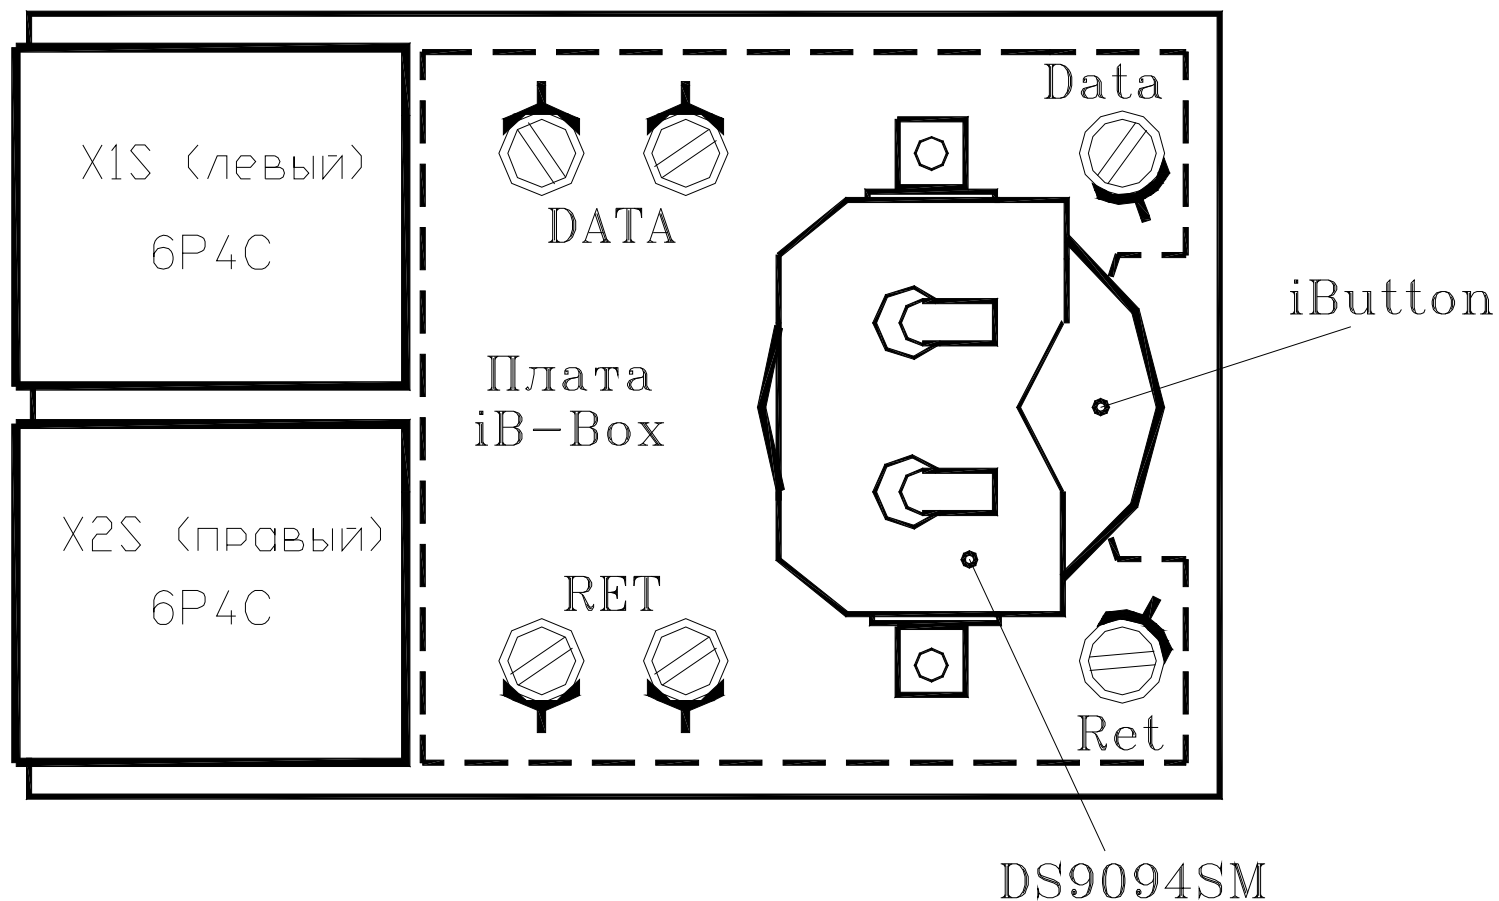 Data
X1S (левый)
6P4C
DATA
iButton
Плата
iB-Box
X2S (правый)
6P4C
RET
Ret
DS9094SM